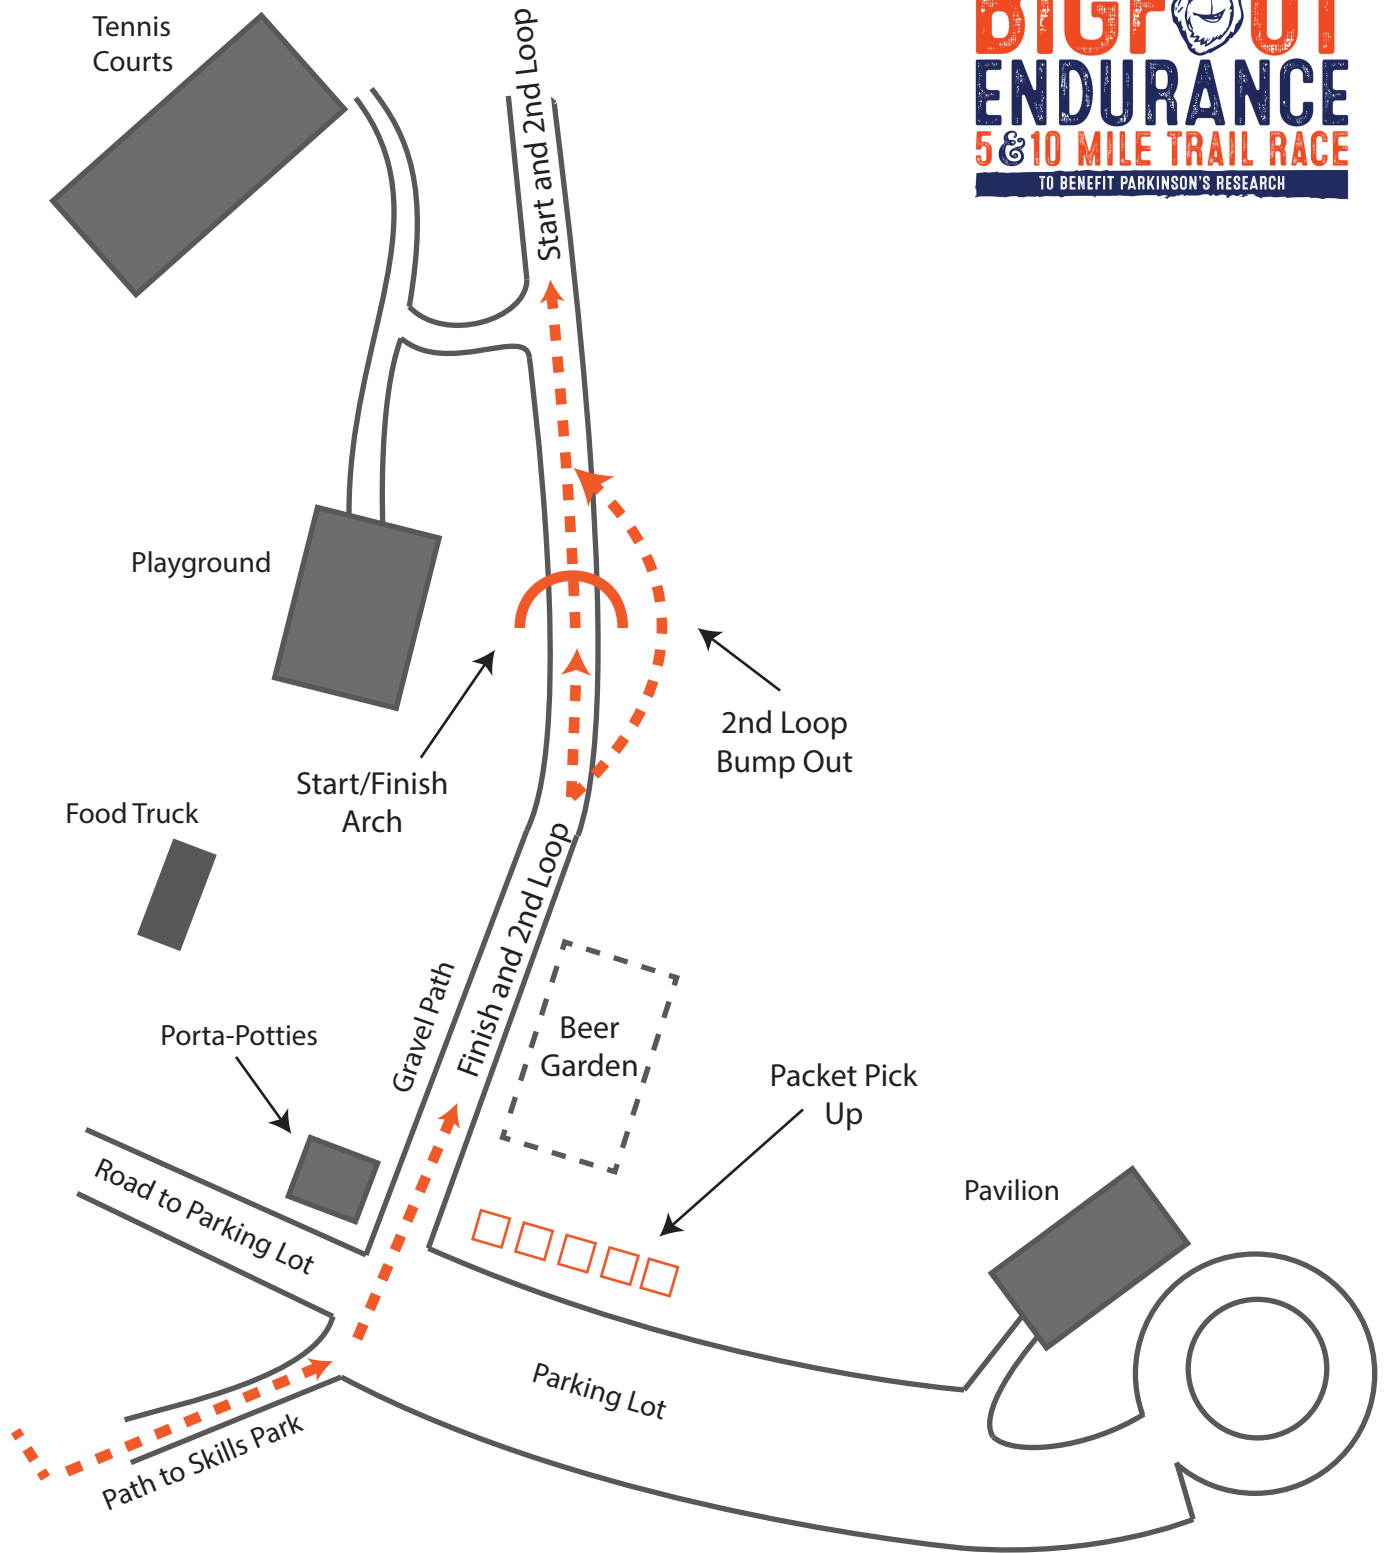 Tennis
Courts
Start and 2nd Loop
BIGFOOT
ENDURANCE
5 & 10 MILE TRAIL RACE
TO BENEFIT PARKINSON'S RESEARCH
Playground
2nd Loop
Bump Out
Start/Finish
Arch
Food Truck
Finish and 2nd Loop
Gravel Path
Beer
Garden
Porta-Potties
Packet Pick
Up
Road to Parking Lot
Pavilion
Parking Lot
Path to Skills Park